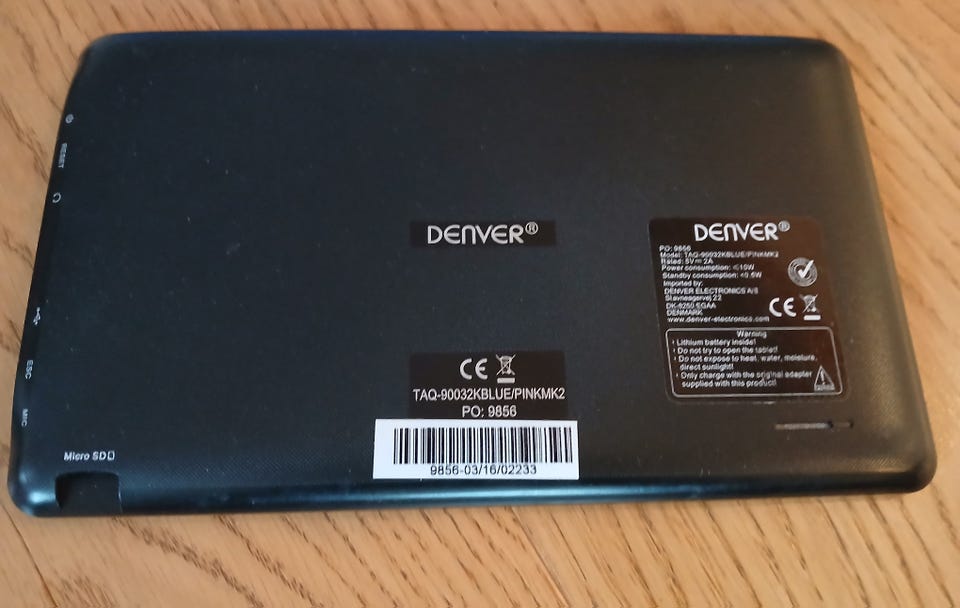 RESET
ESC
MIC
Micro SD
DENVER®
CE
TAQ-90032KBLUE/PINKMK2
PO: 9856
9856-03/16/02233
DENVER®
PO: 9856
Model: TAQ-90032KBLUE/PINKMK2
Rated: 5V⎓2A
Power consumption: ≤10W
Standby consumption: <0.5W
Imported by:
DENVER ELECTRONICS A/S
Stavneagervej 22
DK-8250 EGAA
DENMARK
www.denver-electronics.com
CE
Warning
· Lithium battery inside!
· Do not try to open the tablet!
· Do not expose to heat, water, moisture,
direct sunlight!
· Only charge with the original adapter
supplied with this product!